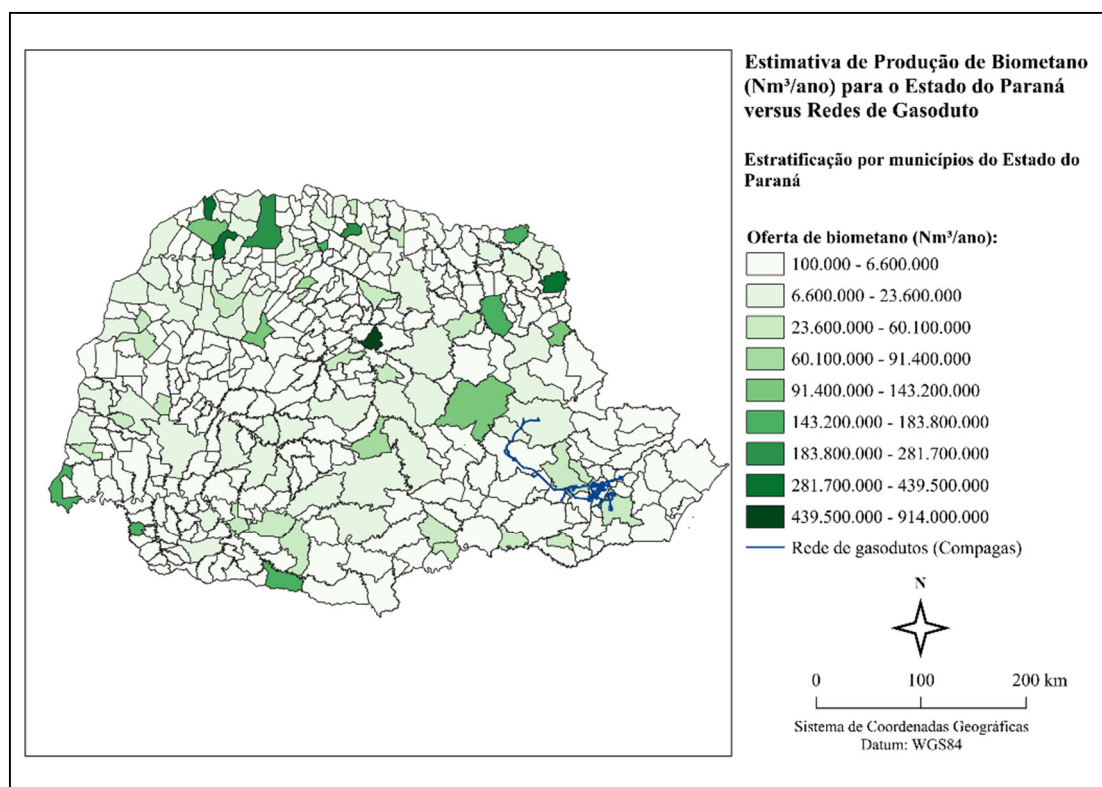 Estimativa de Produção de Biometano
(Nm³/ano) para o Estado do Paraná
versus Redes de Gasoduto
Estratificação por municípios do Estado do
Paraná
Oferta de biometano (Nm³/ano):
100.000 - 6.600.000
6.600.000 - 23.600.000
23.600.000 - 60.100.000
60.100.000 - 91.400.000
91.400.000 - 143.200.000
143.200.000 - 183.800.000
183.800.000 - 281.700.000
281.700.000 - 439.500.000
439.500.000 - 914.000.000
Rede de gasodutos (Compagas)
N
0 100 200 km
Sistema de Coordenadas Geográficas
Datum: WGS84